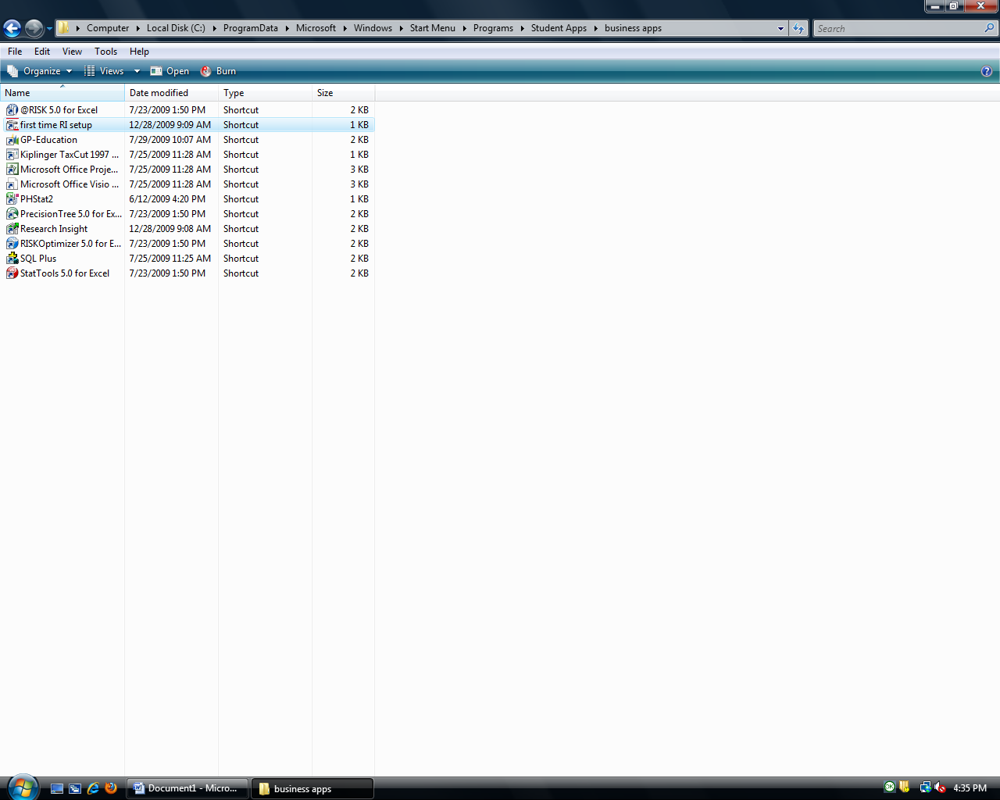 Computer Local Disk (C:) ProgramData Microsoft Windows Start Menu Programs Student Apps business apps Search
File Edit View Tools Help
Organize Views Open Burn
Name Date modified Type Size
@RISK 5.0 for Excel 7/23/2009 1:50 PM Shortcut 2 KB
first time RI setup 12/28/2009 9:09 AM Shortcut 1 KB
GP-Education 7/29/2009 10:07 AM Shortcut 2 KB
Kiplinger TaxCut 1997 ... 7/25/2009 11:28 AM Shortcut 1 KB
Microsoft Office Proje... 7/25/2009 11:28 AM Shortcut 3 KB
Microsoft Office Visio ... 7/25/2009 11:28 AM Shortcut 3 KB
PHStat2 6/12/2009 4:20 PM Shortcut 1 KB
PrecisionTree 5.0 for Ex... 7/23/2009 1:50 PM Shortcut 2 KB
Research Insight 12/28/2009 9:08 AM Shortcut 2 KB
RISKOptimizer 5.0 for E... 7/23/2009 1:50 PM Shortcut 2 KB
SQL Plus 7/25/2009 11:25 AM Shortcut 2 KB
StatTools 5.0 for Excel 7/23/2009 1:50 PM Shortcut 2 KB
Document1 - Micro... business apps OK 4:35 PM